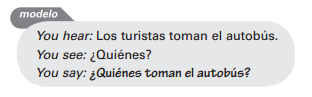 modelo
You hear: Los turistas toman el autobús.
You see: ¿Quiénes?
You say: ¿Quiénes toman el autobús?